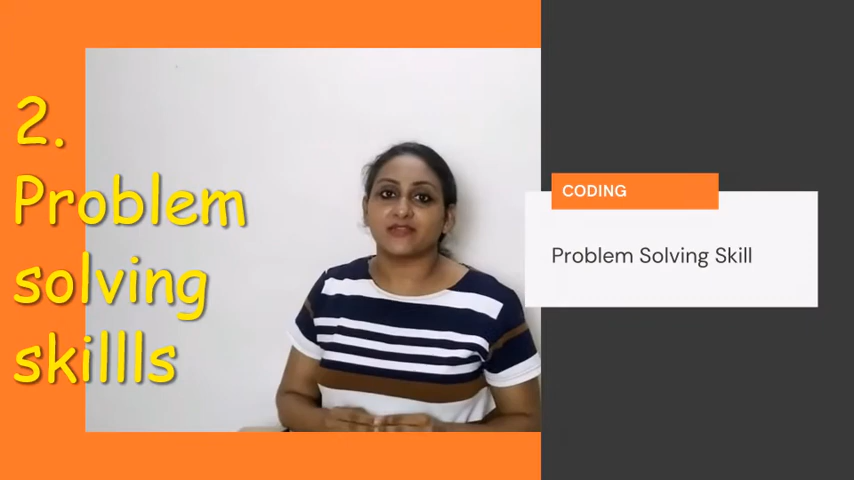 2.
Problem
solving
skillls
CODING
Problem Solving Skill